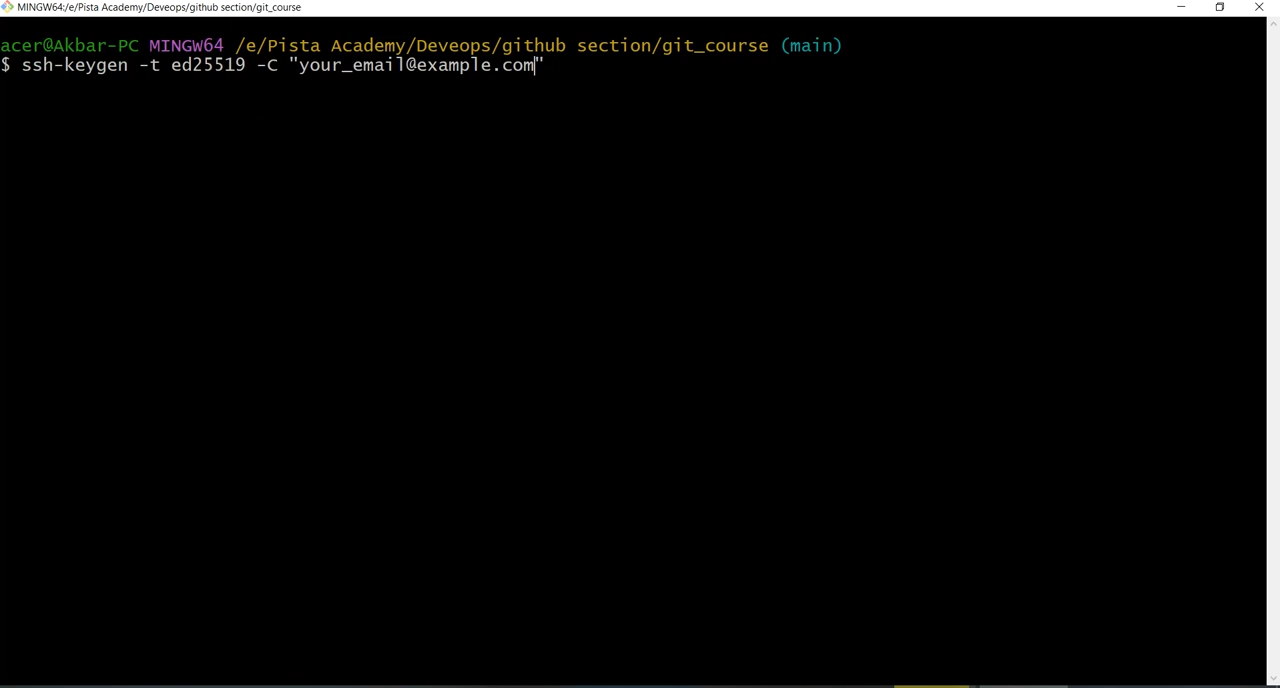 MINGW64:/e/Pista Academy/Deveops/github section/git_course
acer@Akbar-PC MINGW64 /e/Pista Academy/Deveops/github section/git_course (main)
$ ssh-keygen -t ed25519 -C "your_email@example.com"